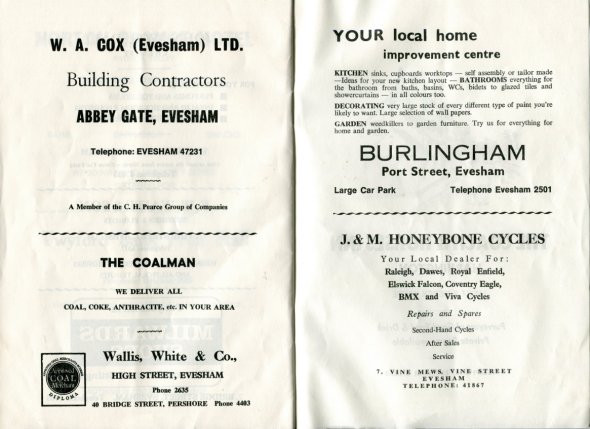 W. A. COX (Evesham) LTD.
Building Contractors
ABBEY GATE, EVESHAM
Telephone: EVESHAM 47231
A Member of the C. H. Pearce Group of Companies
THE COALMAN
WE DELIVER ALL
COAL, COKE, ANTHRACITE, etc. IN YOUR AREA
Approved
COAL
Merchant
DIPLOMA
Wallis, White & Co.,
HIGH STREET, EVESHAM
Phone 2635
40 BRIDGE STREET, PERSHORE Phone 4403
YOUR local home
improvement centre
KITCHEN sinks, cupboards worktops — self assembly or tailor made
—Ideas for your new kitchen layout — BATHROOMS everything for
the bathroom from baths, basins, WCs, bidets to glazed tiles and
showercurtains — in all colours too.
DECORATING very large stock of every different type of paint you're
likely to want. Large selection of wall papers.
GARDEN weedkillers to garden furniture. Try us for everything for
home and garden.
BURLINGHAM
Port Street, Evesham
Large Car Park Telephone Evesham 2501
J. & M. HONEYBONE CYCLES
Your Local Dealer For:
Raleigh, Dawes, Royal Enfield,
Elswick Falcon, Coventry Eagle,
BMX and Viva Cycles
Repairs and Spares
Second-Hand Cycles
After Sales
Service
7, VINE MEWS, VINE STREET
EVESHAM
TELEPHONE: 41867